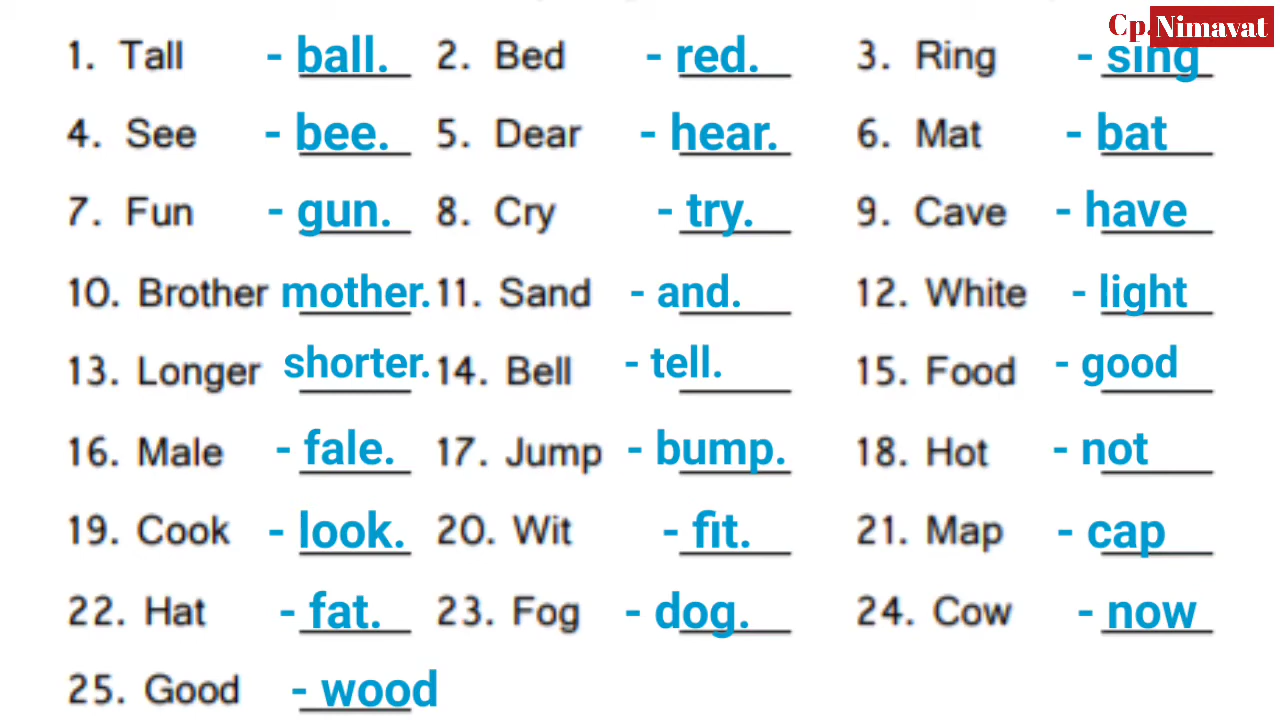 Cp. Nimavat
1. Tall - ball. 2. Bed - red. 3. Ring - sing
4. See - bee. 5. Dear - hear. 6. Mat - bat
7. Fun - gun. 8. Cry - try. 9. Cave - have
10. Brother mother. 11. Sand - and. 12. White - light
13. Longer shorter. 14. Bell - tell. 15. Food - good
16. Male - fale. 17. Jump - bump. 18. Hot - not
19. Cook - look. 20. Wit - fit. 21. Map - cap
22. Hat - fat. 23. Fog - dog. 24. Cow - now
25. Good - wood